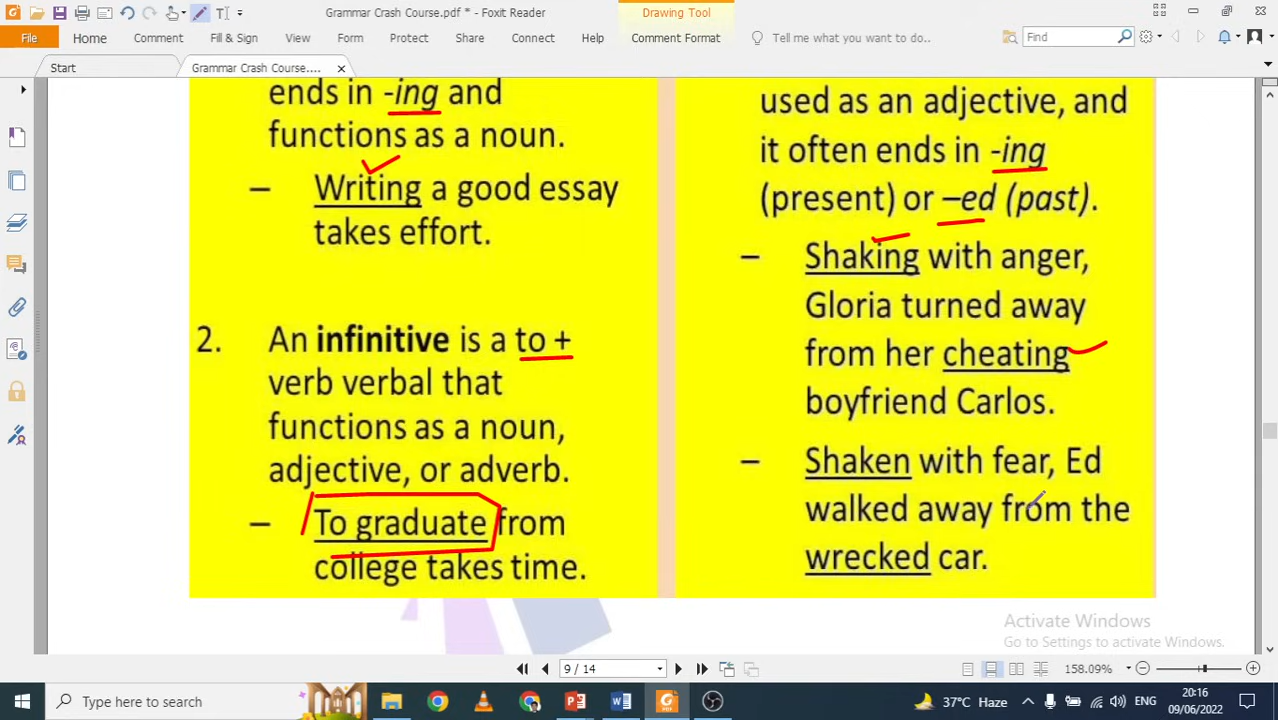 Grammar Crash Course.pdf * - Foxit Reader
Drawing Tool
File
Home
Comment
Fill & Sign
View
Form
Protect
Share
Connect
Help
Comment Format
Tell me what you want to do..
Find
Start
Grammar Crash Course....
ends in -ing and
functions as a noun.
– Writing a good essay
takes effort.
2. An infinitive is a to +
verb verbal that
functions as a noun,
adjective, or adverb.
– To graduate from
college takes time.
used as an adjective, and
it often ends in -ing
(present) or –ed (past).
– Shaking with anger,
Gloria turned away
from her cheating
boyfriend Carlos.
– Shaken with fear, Ed
walked away from the
wrecked car.
Activate Windows
Go to Settings to activate Windows.
9 / 14
158.09%
Type here to search
37°C Haze
ENG
20:16
09/06/2022